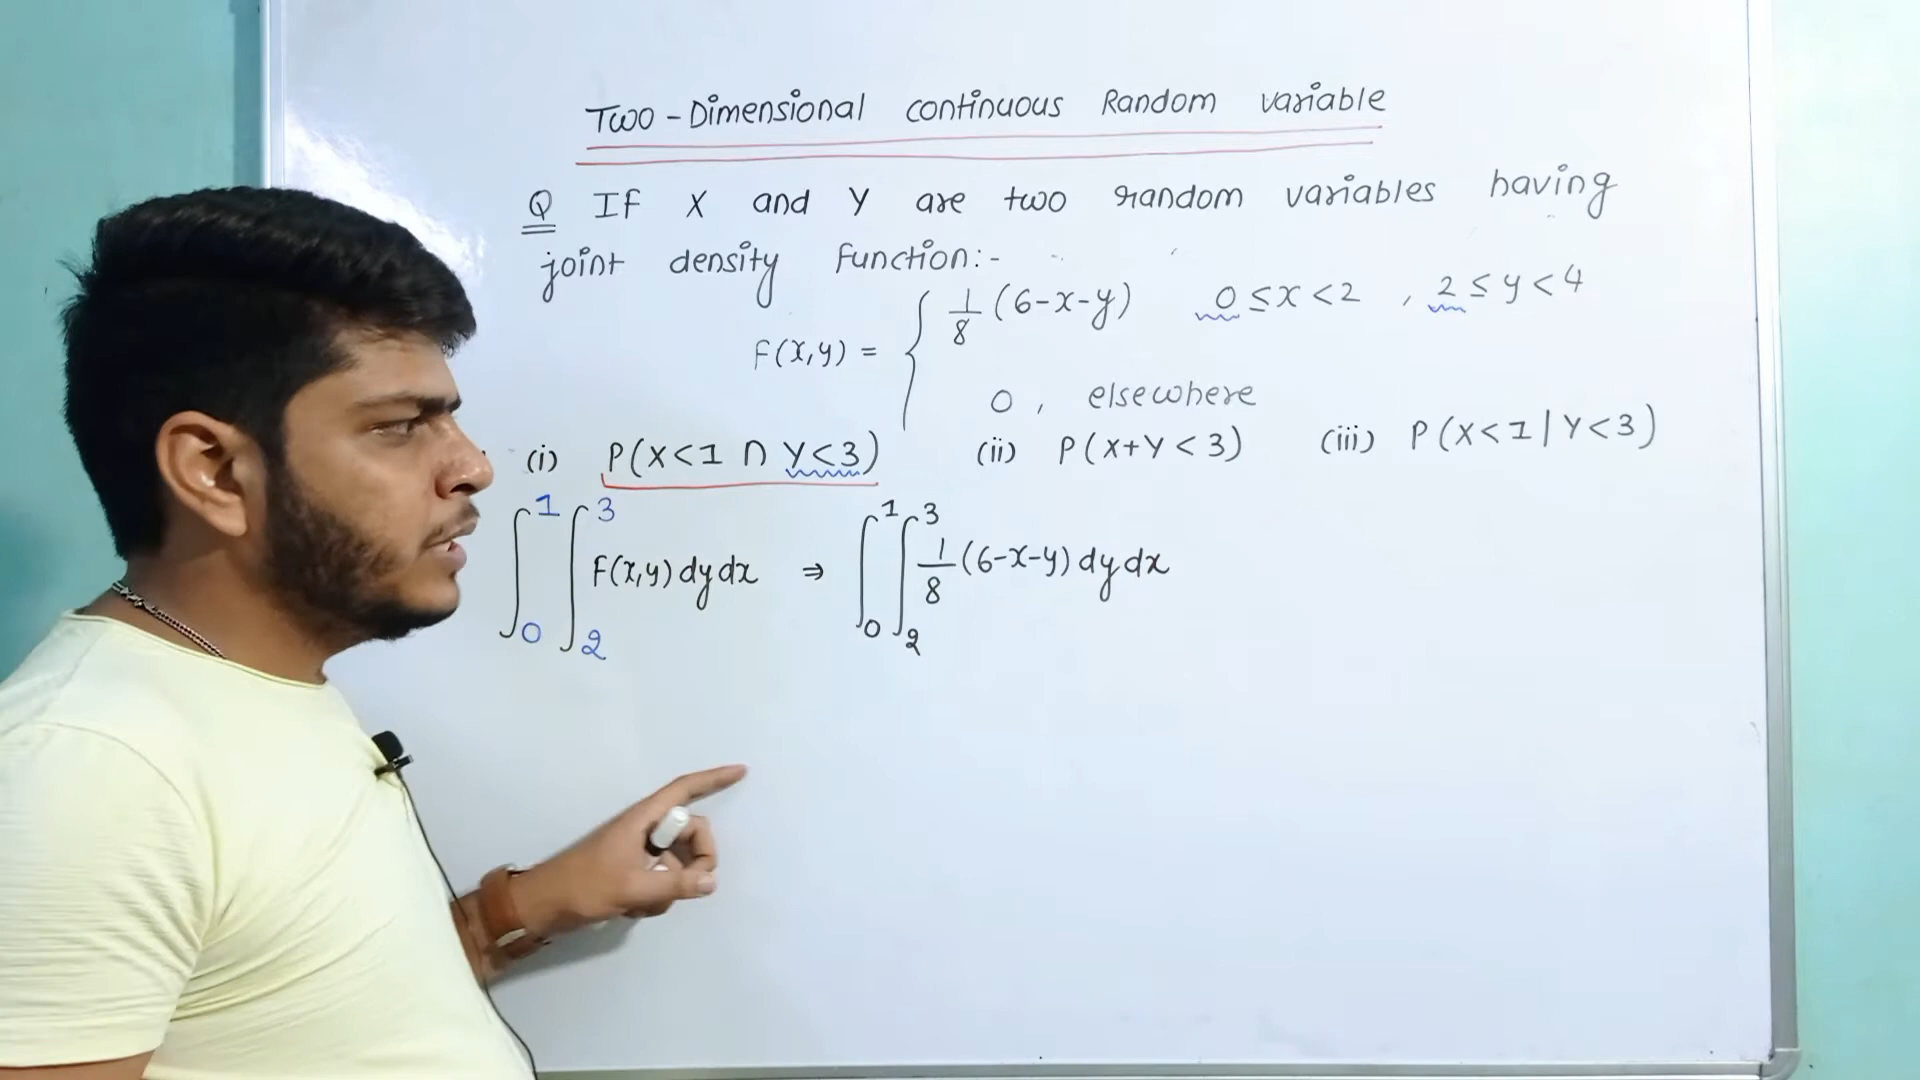 Two-Dimensional continuous Random variable
Q If X and Y are two random variables having
joint density function:-
f(x,y) = { 1/8 (6-x-y) 0≤x<2 , 2≤y<4
0, elsewhere
(i) P(X<1 ∩ Y<3) (ii) P(X+Y<3) (iii) P(X<1|Y<3)
∫₀¹ ∫₂³ f(x,y) dy dx ⇒ ∫₀¹ ∫₂³ 1/8 (6-x-y) dy dx